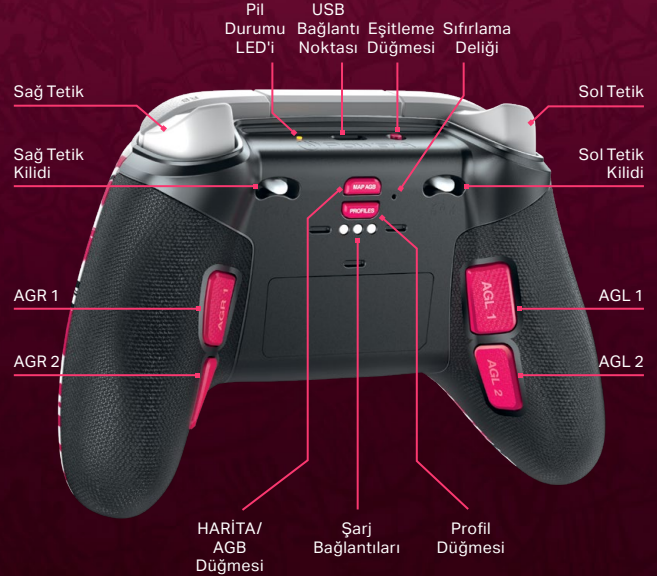 Pil
Durumu
LED'i
USB
Bağlantı
Noktası
Eşitleme
Düğmesi
Sıfırlama
Deliği
Sağ Tetik
Sol Tetik
Sağ Tetik
Kilidi
Sol Tetik
Kilidi
MAP AGB
PROFILES
AGR 1
AGR 1
AGL 1
AGL 1
AGR 2
AGL 2
AGL 2
HARİTA/
AGB
Düğmesi
Şarj
Bağlantıları
Profil
Düğmesi